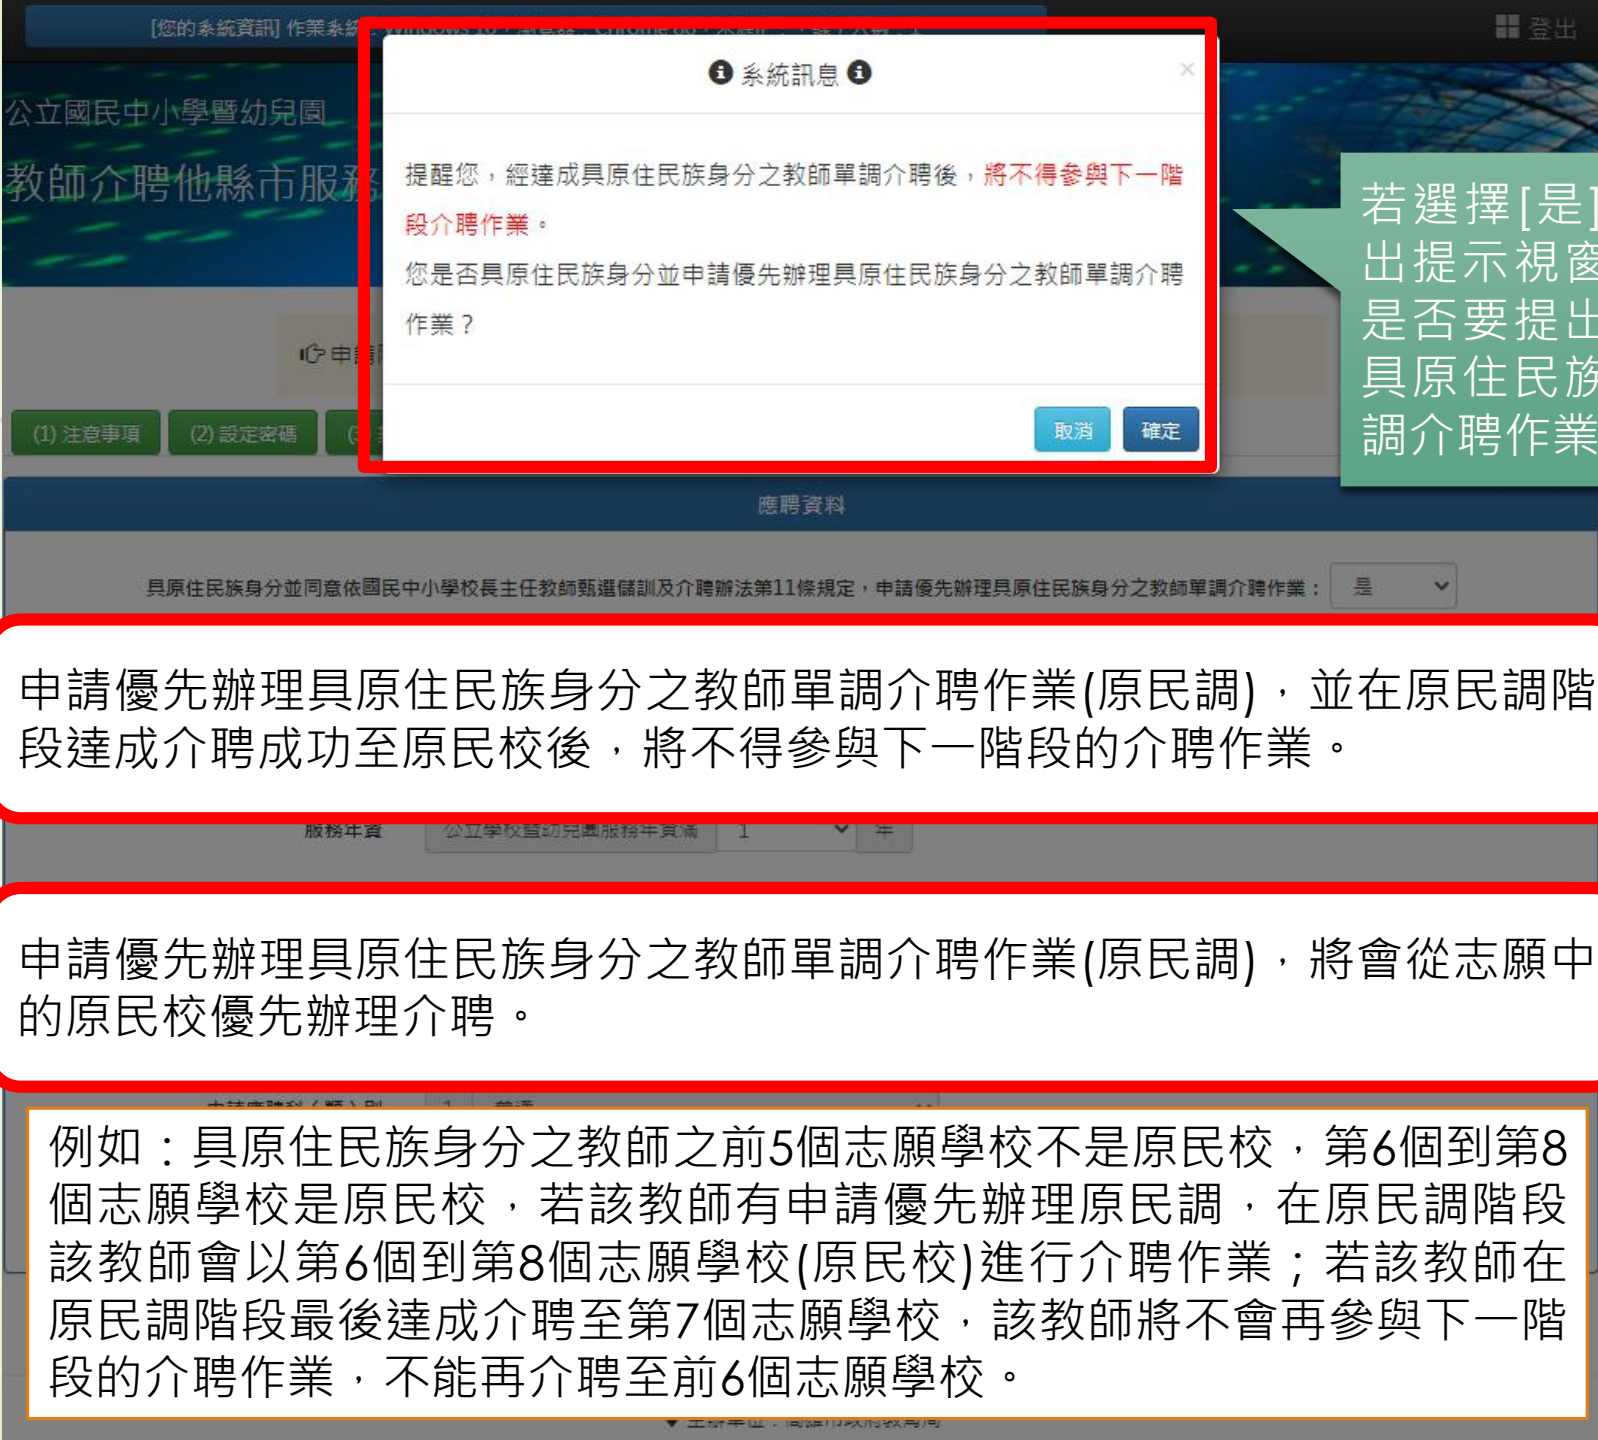 [您的系統資訊] 作業系統
登出
公立國民中小學暨幼兒園
教師介聘他縣市服務
系統訊息
提醒您，經達成具原住民族身分之教師單調介聘後，將不得參與下一階
段介聘作業。
您是否具原住民族身分並申請優先辦理具原住民族身分之教師單調介聘
作業？
取消 確定
若選擇[是]
出提示視窗
是否要提出
具原住民族
調介聘作業
申請
(1) 注意事項
(2) 設定密碼
應聘資料
具原住民族身分並同意依國民中小學校長主任教師甄選儲訓及介聘辦法第11條規定，申請優先辦理具原住民族身分之教師單調介聘作業： 是
申請優先辦理具原住民族身分之教師單調介聘作業(原民調)，並在原民調階
段達成介聘成功至原民校後，將不得參與下一階段的介聘作業。
服務年資 公立學校暨幼兒園服務年資滿 1 年
申請優先辦理具原住民族身分之教師單調介聘作業(原民調)，將會從志願中
的原民校優先辦理介聘。
例如：具原住民族身分之教師之前5個志願學校不是原民校，第6個到第8
個志願學校是原民校，若該教師有申請優先辦理原民調，在原民調階段
該教師會以第6個到第8個志願學校(原民校)進行介聘作業；若該教師在
原民調階段最後達成介聘至第7個志願學校，該教師將不會再參與下一階
段的介聘作業，不能再介聘至前6個志願學校。